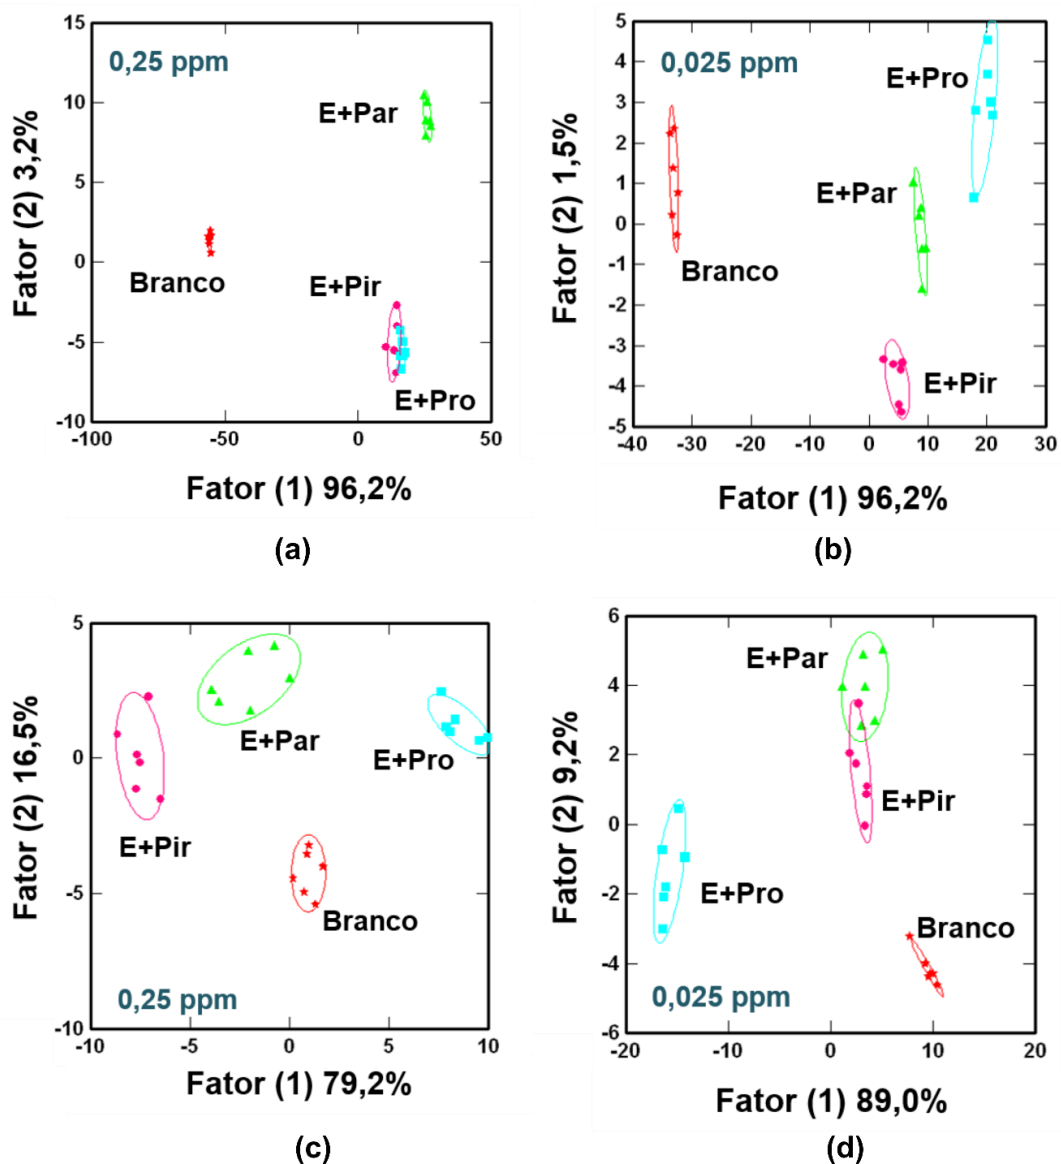 15
10
5
0
-5
-10
-100
-50
0
50
0,25 ppm
E+Par
Branco
E+Pir
E+Pro
Fator (2) 3,2%
Fator (1) 96,2%
(a)
5
4
3
2
1
0
-1
-2
-3
-4
-5
-40
-30
-20
-10
0
10
20
30
0,025 ppm
E+Pro
E+Par
Branco
E+Pir
Fator (2) 1,5%
Fator (1) 96,2%
(b)
5
0
-5
-10
-10
-5
0
5
10
E+Par
E+Pro
E+Pir
Branco
0,25 ppm
Fator (2) 16,5%
Fator (1) 79,2%
(c)
6
4
2
0
-2
-4
-6
-20
-10
0
10
20
E+Par
E+Pir
E+Pro
Branco
0,025 ppm
Fator (2) 9,2%
Fator (1) 89,0%
(d)